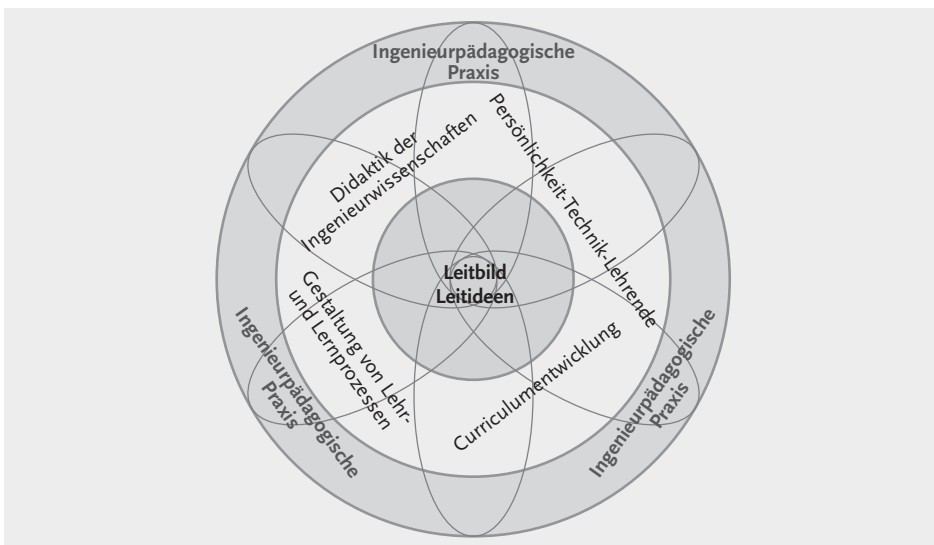 Ingenieurpädagogische
Praxis
Didaktik der
Ingenieurwissenschaften
Persönlichkeit-Technik-Lehrende
Leitbild
Leitideen
Gestaltung von Lehr-
und Lernprozessen
Curriculumentwicklung
Ingenieurpädagogische
Praxis
Ingenieurpädagogische
Praxis